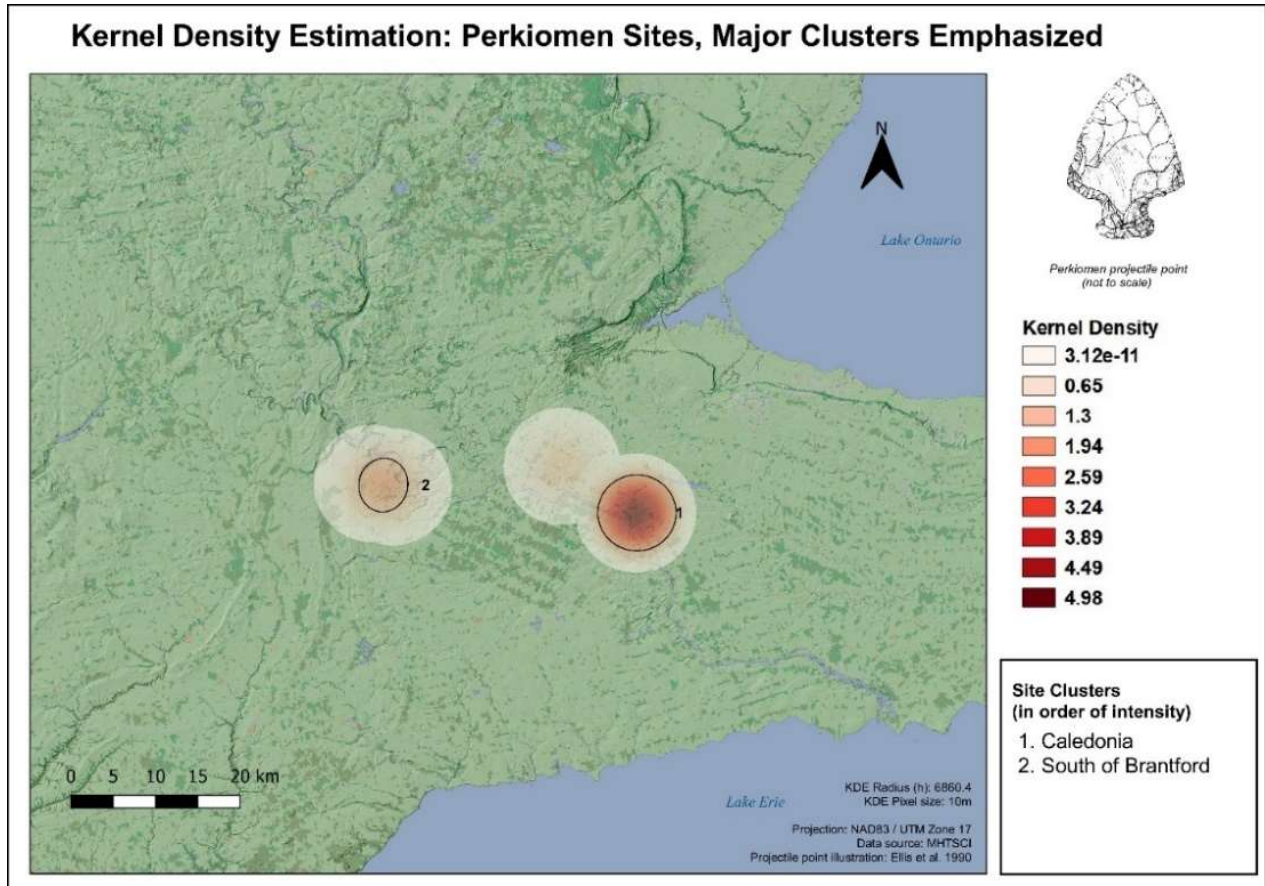 Kernel Density Estimation: Perkiomen Sites, Major Clusters Emphasized
N
Lake Ontario
Perkiomen projectile point
(not to scale)
Kernel Density
3.12e-11
0.65
1.3
1.94
2.59
3.24
3.89
4.49
4.98
2
1
Site Clusters
(in order of intensity)
1. Caledonia
2. South of Brantford
0 5 10 15 20 km
Lake Erie
KDE Radius (h): 6860.4
KDE Pixel size: 10m
Projection: NAD83 / UTM Zone 17
Data source: MHTSCI
Projectile point illustration: Ellis et al. 1990